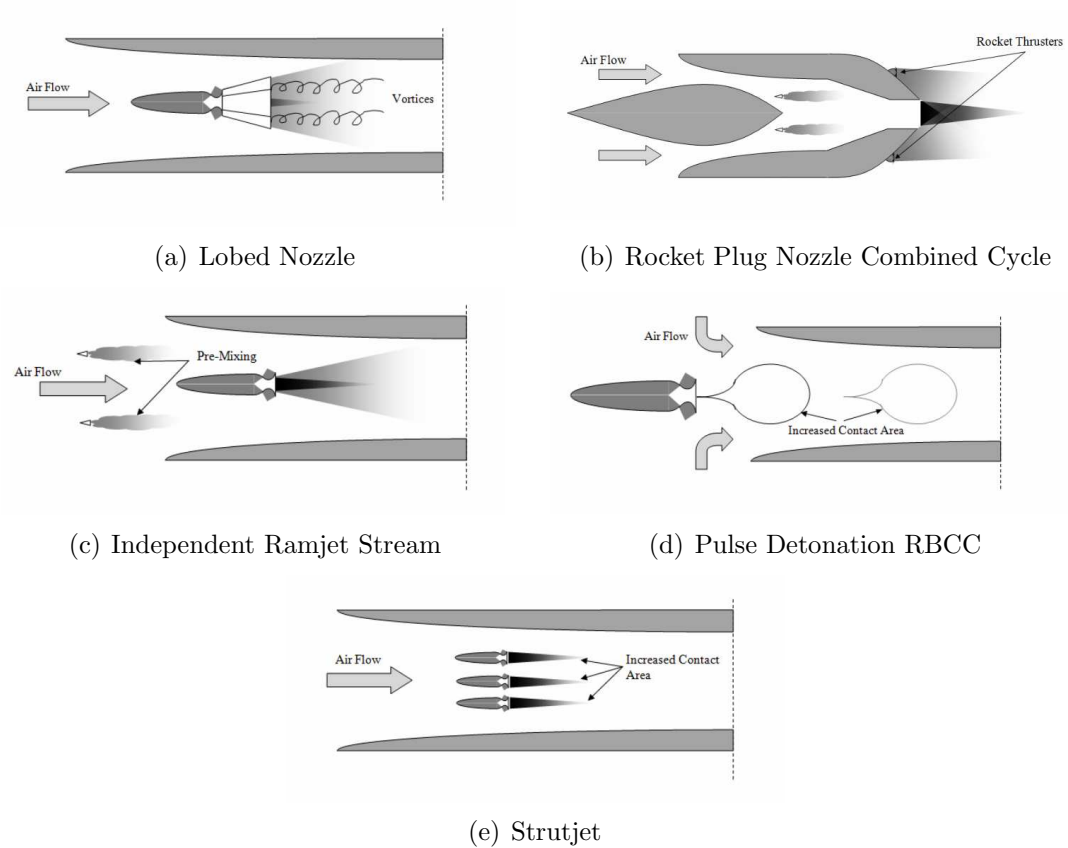 Air Flow
Vortices
(a) Lobed Nozzle
Rocket Thrusters
Air Flow
(b) Rocket Plug Nozzle Combined Cycle
Pre-Mixing
Air Flow
(c) Independent Ramjet Stream
Air Flow
Increased Contact Area
(d) Pulse Detonation RBCC
Air Flow
Increased Contact
Area
(e) Strutjet